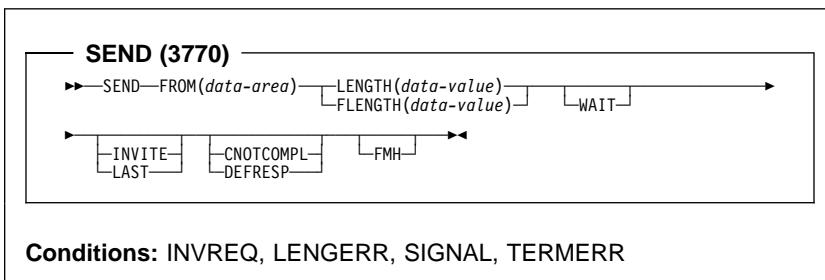 SEND (3770)
SEND FROM(data-area) LENGTH(data-value)
FLENGTH(data-value) WAIT
INVITE CNOTCOMPL FMH
LAST DEFRESP
Conditions: INVREQ, LENGERR, SIGNAL, TERMERR